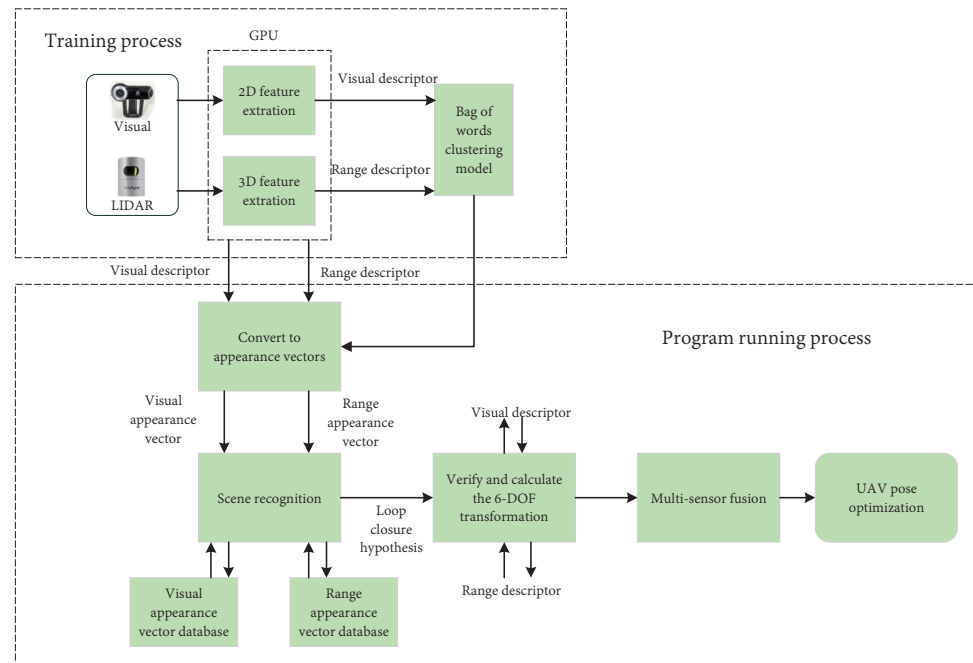 Training process
GPU
Visual
LIDAR
2D feature
extration
3D feature
extration
Visual descriptor
Range descriptor
Bag of
words
clustering
model
Visual descriptor
Range descriptor
Program running process
Convert to
appearance vectors
Visual
appearance
vector
Range
appearance
vector
Scene recognition
Loop
closure
hypothesis
Visual descriptor
Verify and calculate
the 6-DOF
transformation
Range descriptor
Multi-sensor fusion
UAV pose
optimization
Visual
appearance
vector database
Range
appearance
vector database